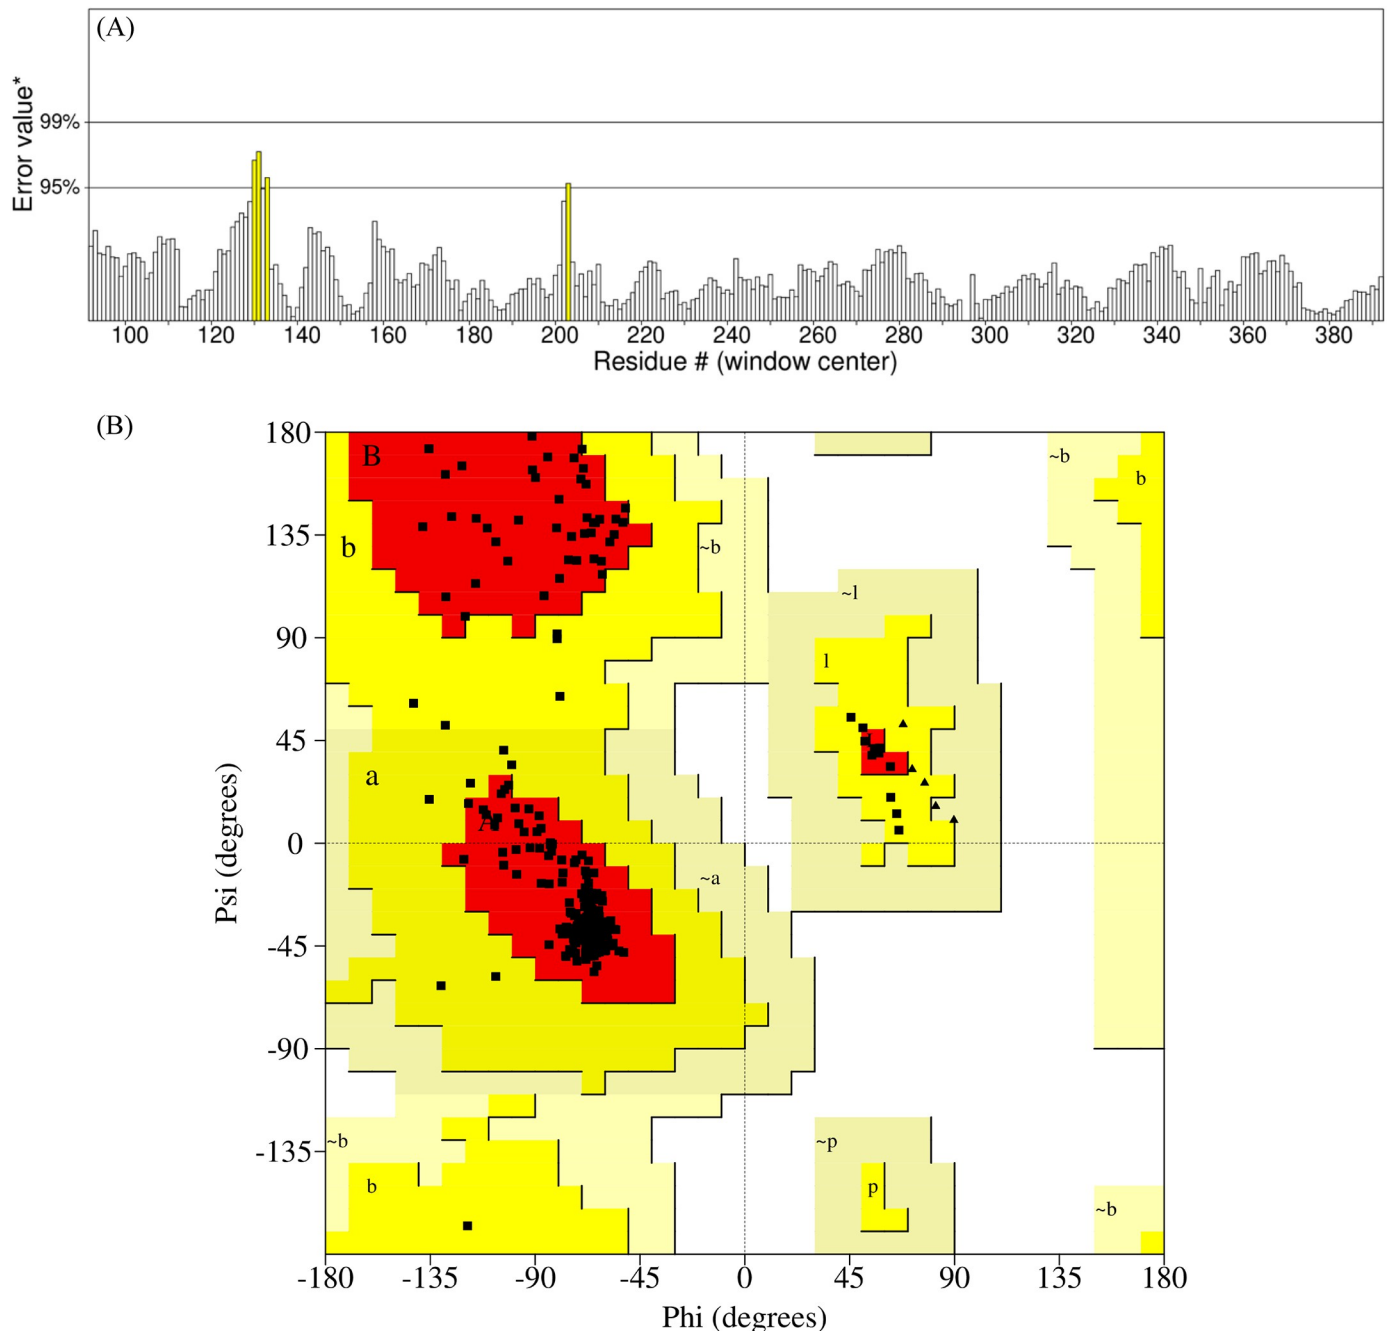 (A)
Error value*
99%
95%
100 120 140 160 180 200 220 240 260 280 300 320 340 360 380
Residue # (window center)
(B)
Psi (degrees)
180
135
90
45
0
-45
-90
-135
B
~b
b
b
~b
~l
l
a
A
~a
~b
~p
b
p
~b
-180 -135 -90 -45 0 45 90 135 180
Phi (degrees)